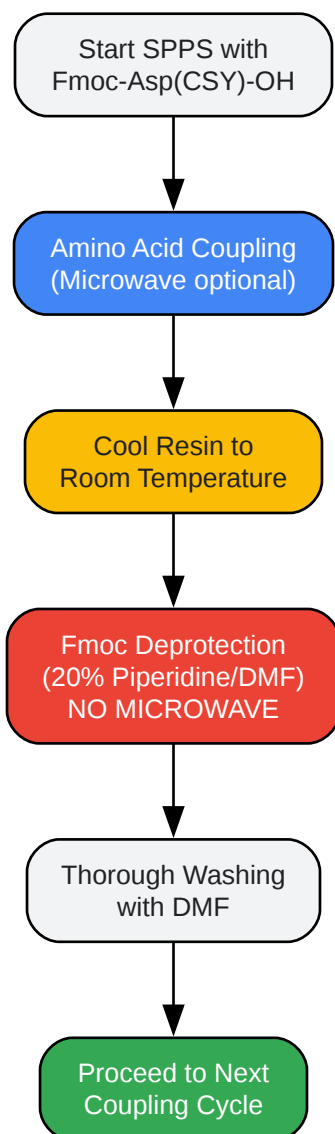 Start SPPS with
Fmoc-Asp(CSY)-OH
Amino Acid Coupling
(Microwave optional)
Cool Resin to
Room Temperature
Fmoc Deprotection
(20% Piperidine/DMF)
NO MICROWAVE
Thorough Washing
with DMF
Proceed to Next
Coupling Cycle